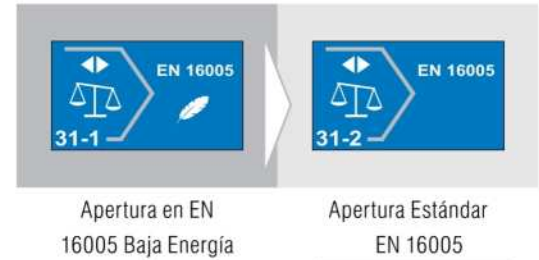 EN 16005
31-1
EN 16005
31-2
Apertura en EN
16005 Baja Energía
Apertura Estándar
EN 16005